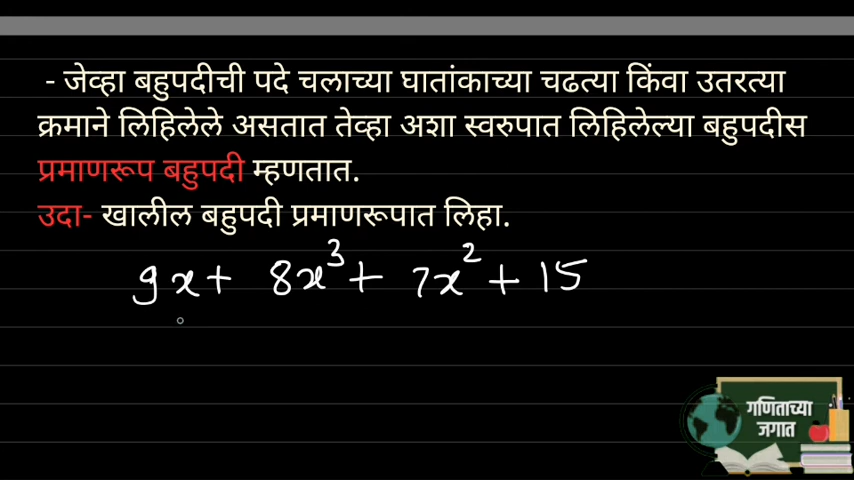 - जेव्हा बहुपदीची पदे चलाच्या घातांकाच्या चढत्या किंवा उतरत्या
क्रमाने लिहिलेले असतात तेव्हा अशा स्वरुपात लिहिलेल्या बहुपदीस
प्रमाणरूप बहुपदी म्हणतात.
उदा- खालील बहुपदी प्रमाणरूपात लिहा.
9x + 8x³ + 7x² + 15
गणिताच्या
जगात